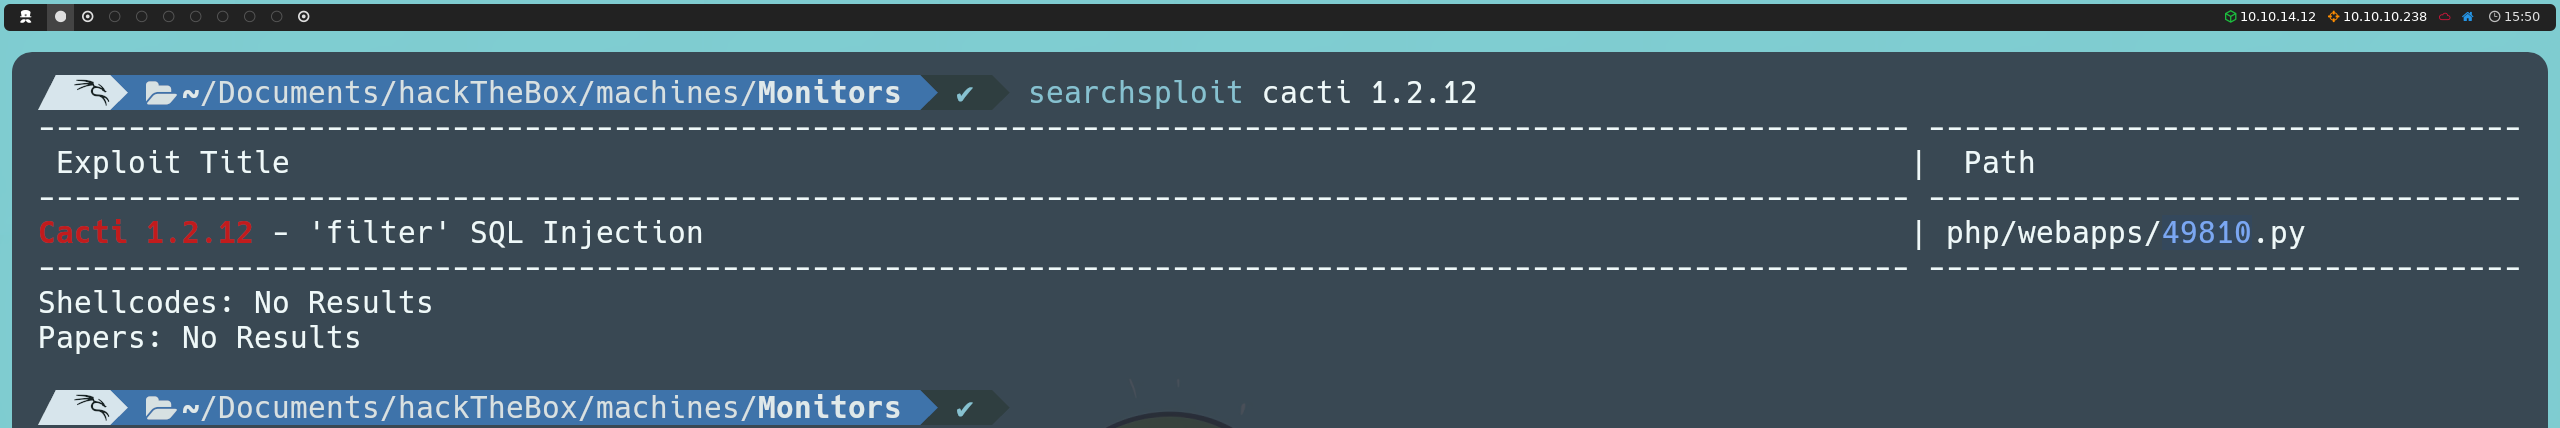 10.10.14.12 10.10.10.238 15:50
~/Documents/hackTheBox/machines/Monitors ✔ searchsploit cacti 1.2.12
---------------------------------------------------------------------------------------------------------- ---------------------------------
Exploit Title | Path
---------------------------------------------------------------------------------------------------------- ---------------------------------
Cacti 1.2.12 - 'filter' SQL Injection | php/webapps/49810.py
---------------------------------------------------------------------------------------------------------- ---------------------------------
Shellcodes: No Results
Papers: No Results
~/Documents/hackTheBox/machines/Monitors ✔